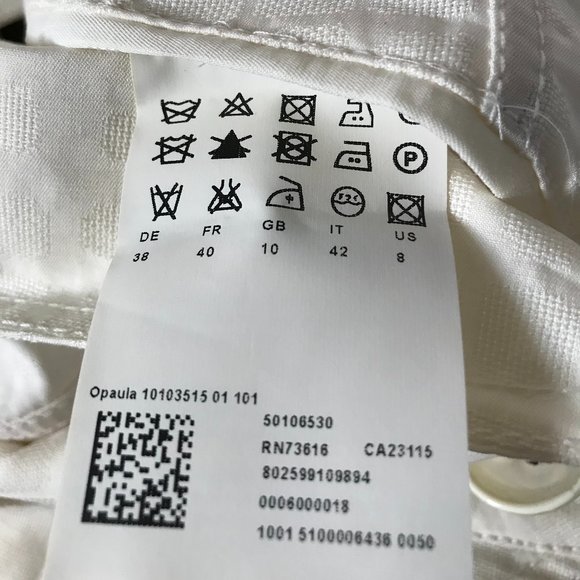 P
DE FR GB IT US
38 40 10 42 8
Opaula 10103515 01 101
50106530
RN73616 CA23115
802599109894
0006000018
1001 5100006436 0050